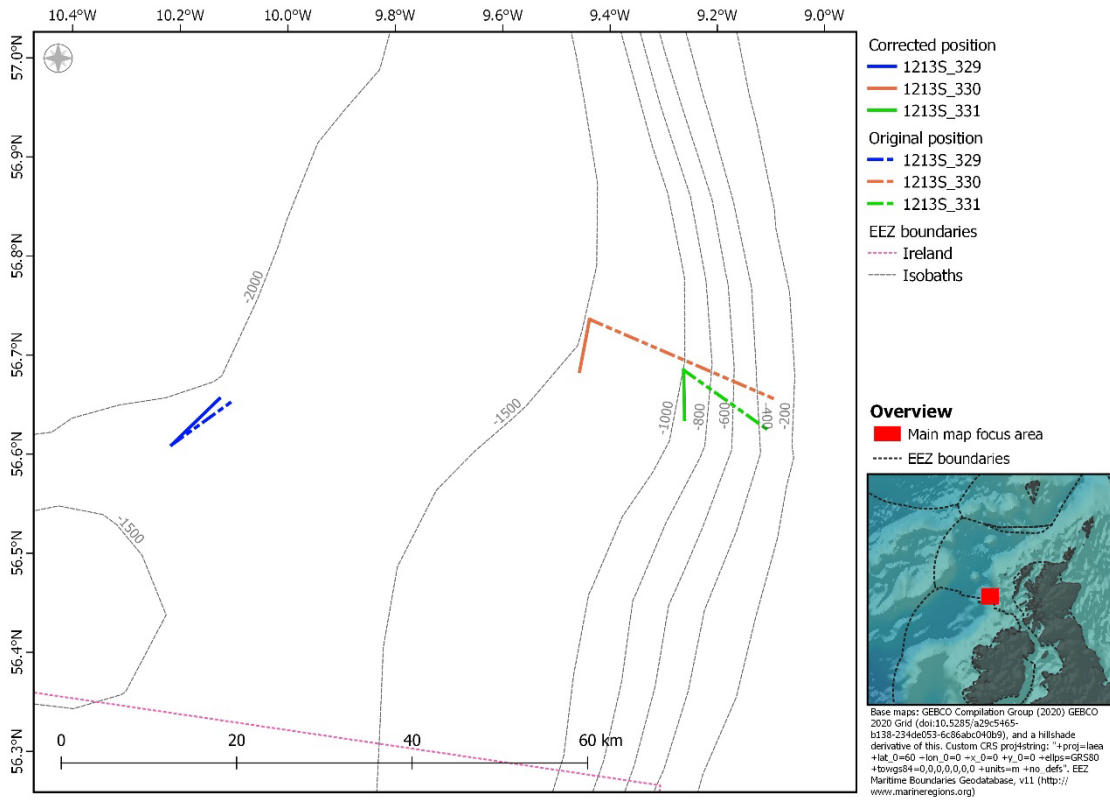 10.4°W 10.2°W 10.0°W 9.8°W 9.6°W 9.4°W 9.2°W 9.0°W
57.0°N
56.9°N
56.8°N
56.7°N
56.6°N
56.5°N
56.4°N
56.3°N
-2000
-1500
-1000
-800
-600
-400
-200
-1500
0 20 40 60 km
Corrected position
1213S_329
1213S_330
1213S_331
Original position
1213S_329
1213S_330
1213S_331
EEZ boundaries
Ireland
Isobaths
Overview
Main map focus area
EEZ boundaries
Base maps: GEBCO Compilation Group (2020) GEBCO
2020 Grid (doi:10.5285/a29c5465-
b138-234de053-6c86abc040b9), and a hillshade
derivative of this. Custom CRS proj4string: "+proj=laea
+lat_0=60 +lon_0=0 +x_0=0 +y_0=0 +ellps=GRS80
+towgs84=0,0,0,0,0,0,0 +units=m +no_defs". EEZ
Maritime Boundaries Geodatabase, v11 (http://
www.marineregions.org)